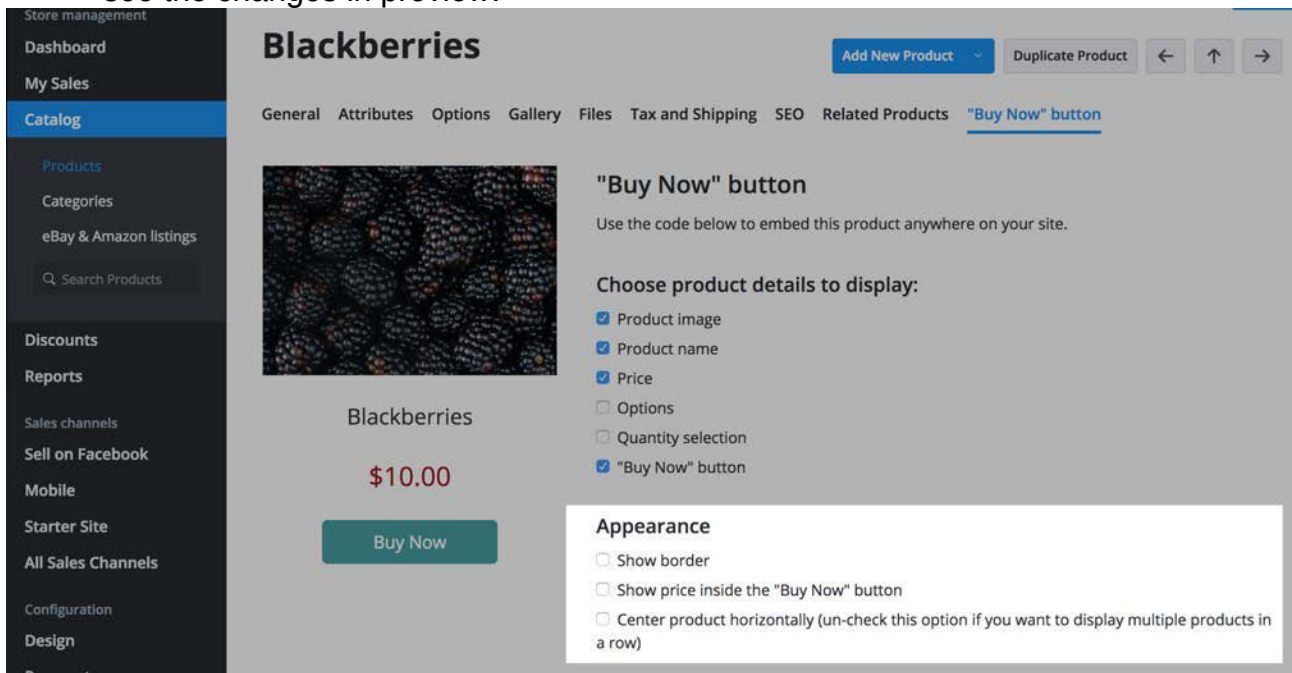 see the changes in preview.
Store management
Dashboard
My Sales
Catalog
Products
Categories
eBay & Amazon listings
Search Products
Discounts
Reports
Sales channels
Sell on Facebook
Mobile
Starter Site
All Sales Channels
Configuration
Design
Blackberries
Add New Product
Duplicate Product
General Attributes Options Gallery Files Tax and Shipping SEO Related Products "Buy Now" button
Blackberries
$10.00
Buy Now
"Buy Now" button
Use the code below to embed this product anywhere on your site.
Choose product details to display:
Product image
Product name
Price
Options
Quantity selection
"Buy Now" button
Appearance
Show border
Show price inside the "Buy Now" button
Center product horizontally (un-check this option if you want to display multiple products in
a row)